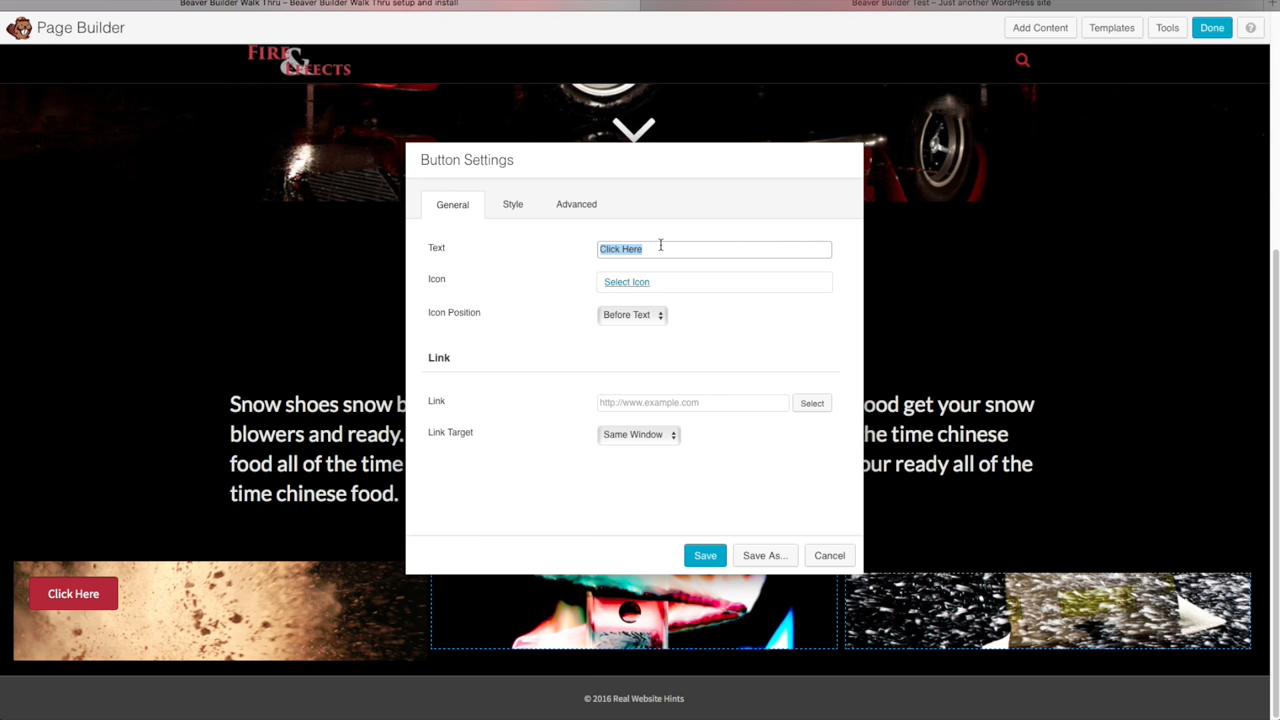 Beaver Builder Walk Thru – Beaver Builder Walk Thru setup and install
Beaver Builder Test – Just another WordPress site
Page Builder
Add Content
Templates
Tools
Done
?
FIRE
&
EFFECTS
Button Settings
General
Style
Advanced
Text
Click Here
Icon
Select Icon
Icon Position
Before Text
Link
Link
http://www.example.com
Select
Link Target
Same Window
Save
Save As...
Cancel
Snow shoes snow b
blowers and ready.
food all of the time
time chinese food.
ood get your snow
he time chinese
our ready all of the
Click Here
© 2016 Real Website Hints